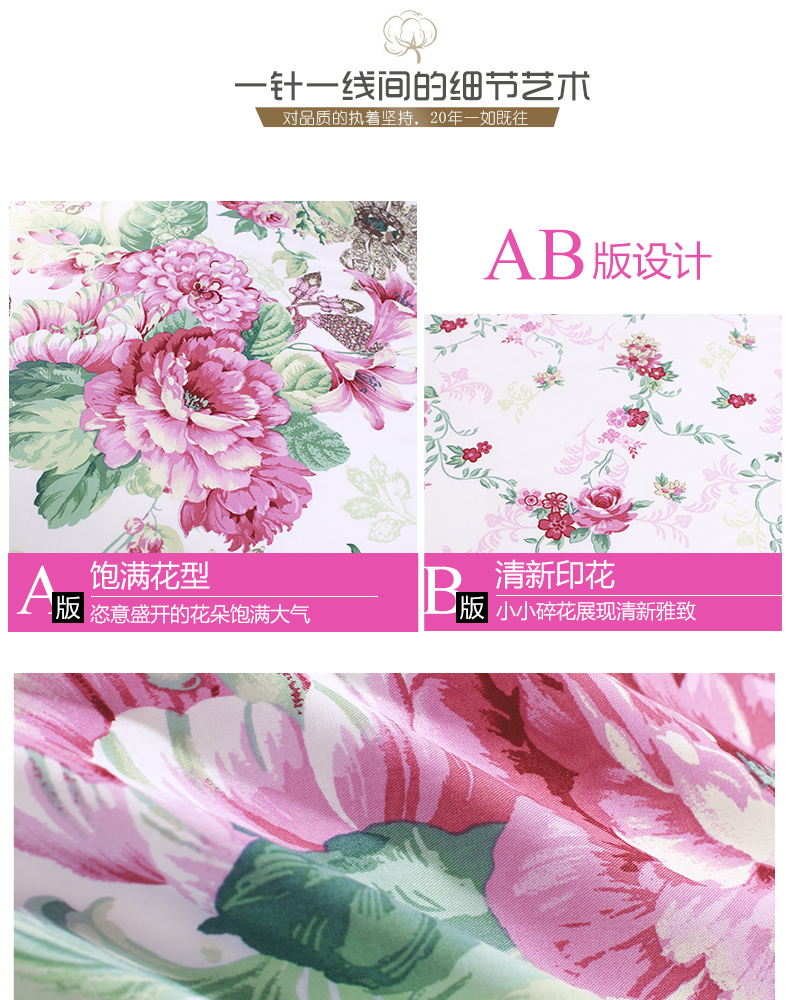 一针一线间的细节艺术
对品质的执着坚持，20年一如既往
AB版设计
A版
饱满花型
恣意盛开的花朵饱满大气
B版
清新印花
小小碎花展现清新雅致